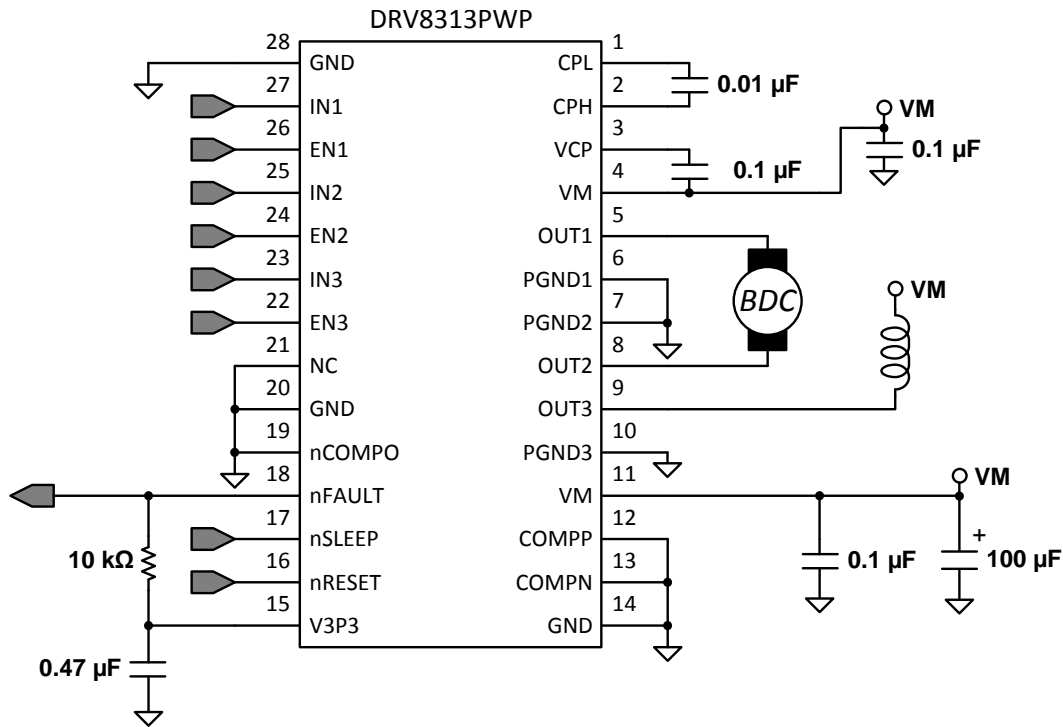 DRV8313PWP
28
GND
27
IN1
26
EN1
25
IN2
24
EN2
23
IN3
22
EN3
21
NC
20
GND
19
nCOMPO
18
nFAULT
17
nSLEEP
16
nRESET
15
V3P3
10 kΩ
0.47 µF
1
CPL
2
CPH
3
VCP
4
VM
5
OUT1
6
PGND1
7
PGND2
8
OUT2
9
OUT3
10
PGND3
11
VM
12
COMPP
13
COMPN
14
GND
0.01 µF
VM
0.1 µF
0.1 µF
BDC
VM
VM
+
0.1 µF
100 µF